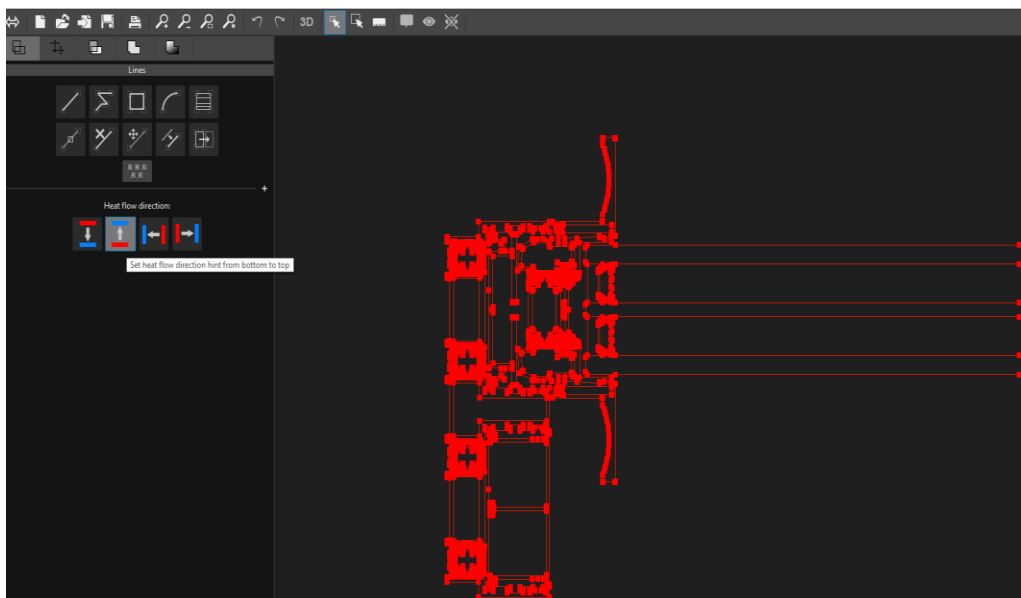 3D
Lines
Heat flow direction:
Set heat flow direction hint from bottom to top